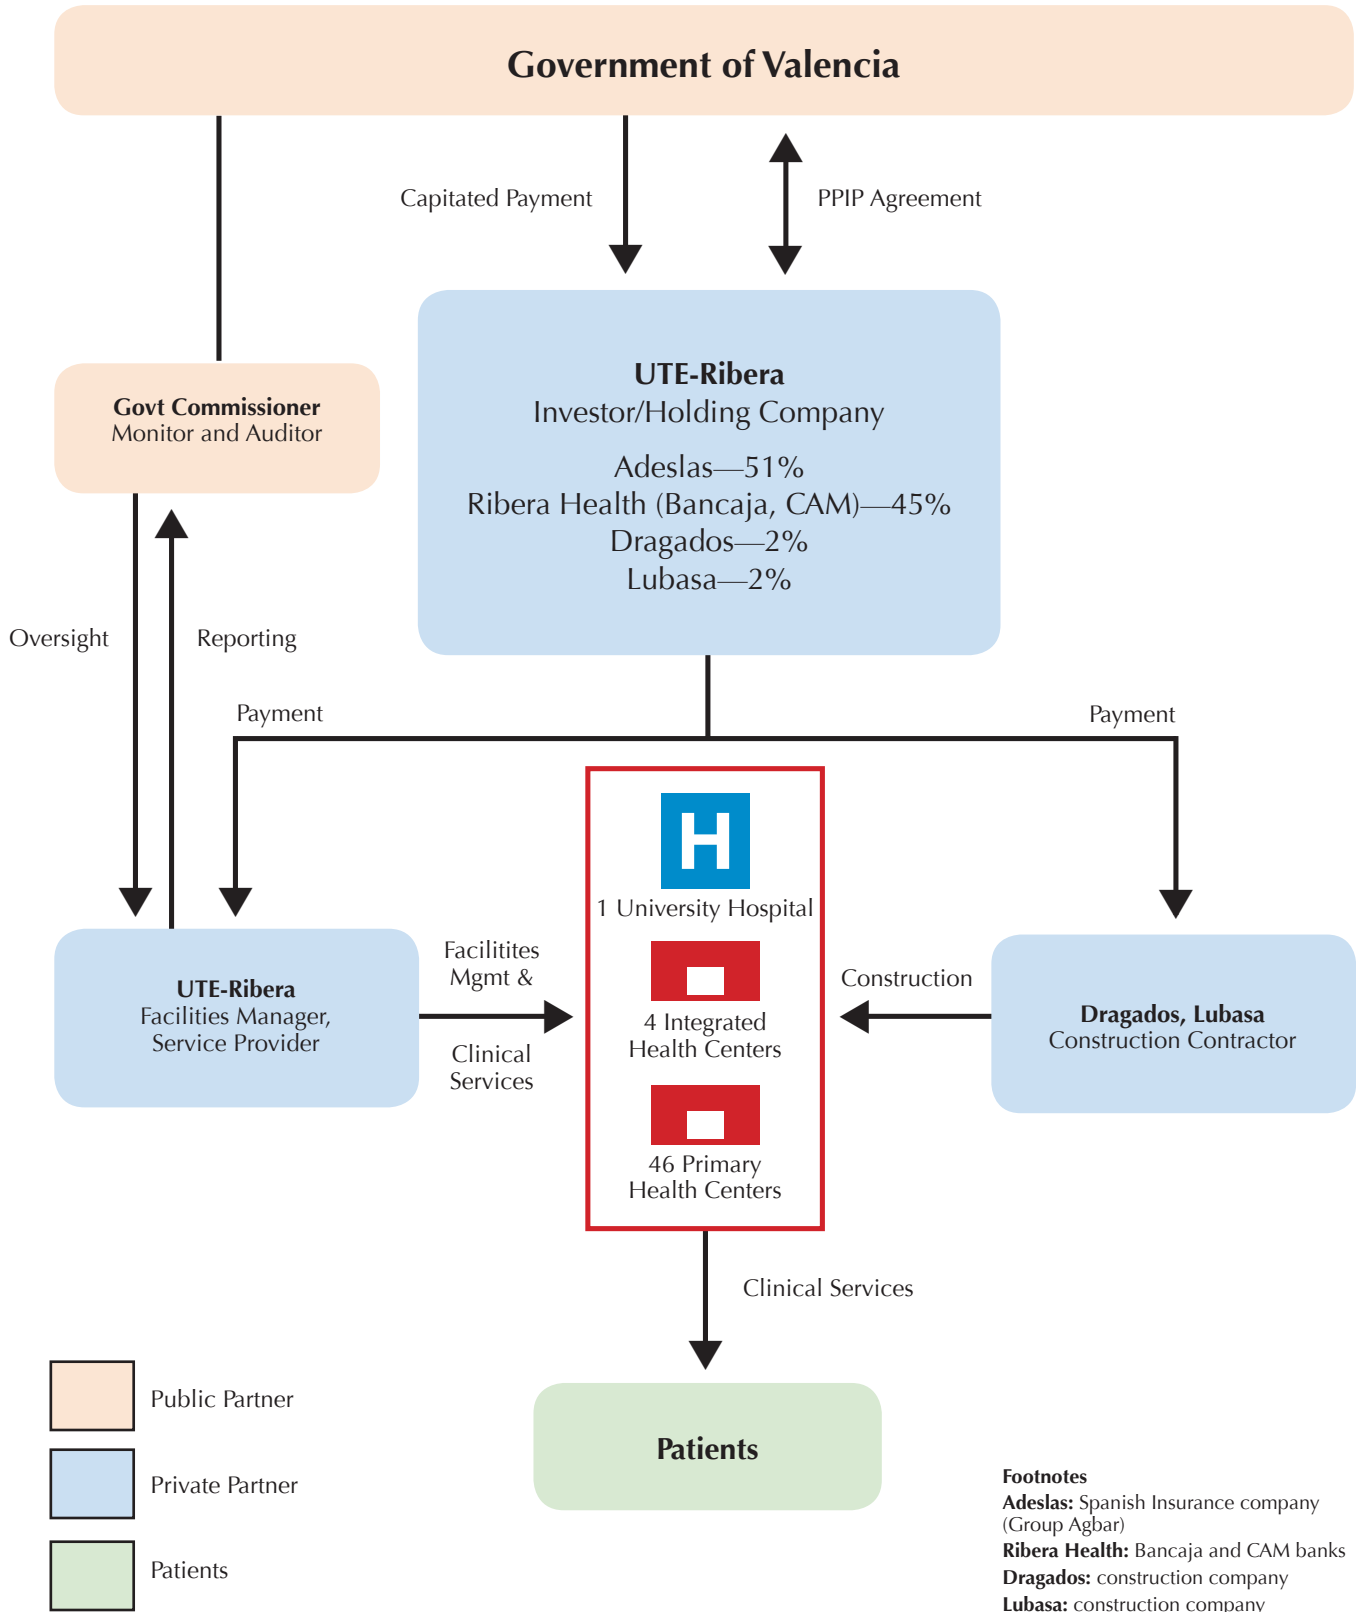 Government of Valencia
Capitated Payment
PPIP Agreement
UTE-Ribera
Investor/Holding Company
Adeslas—51%
Ribera Health (Bancaja, CAM)—45%
Dragados—2%
Lubasa—2%
Govt Commissioner
Monitor and Auditor
Oversight
Reporting
Payment
Payment
H
1 University Hospital
4 Integrated
Health Centers
46 Primary
Health Centers
UTE-Ribera
Facilities Manager,
Service Provider
Facilitites
Mgmt &
Clinical
Services
Construction
Dragados, Lubasa
Construction Contractor
Clinical Services
Patients
Public Partner
Private Partner
Patients
Footnotes
Adeslas: Spanish Insurance company
(Group Agbar)
Ribera Health: Bancaja and CAM banks
Dragados: construction company
Lubasa: construction company